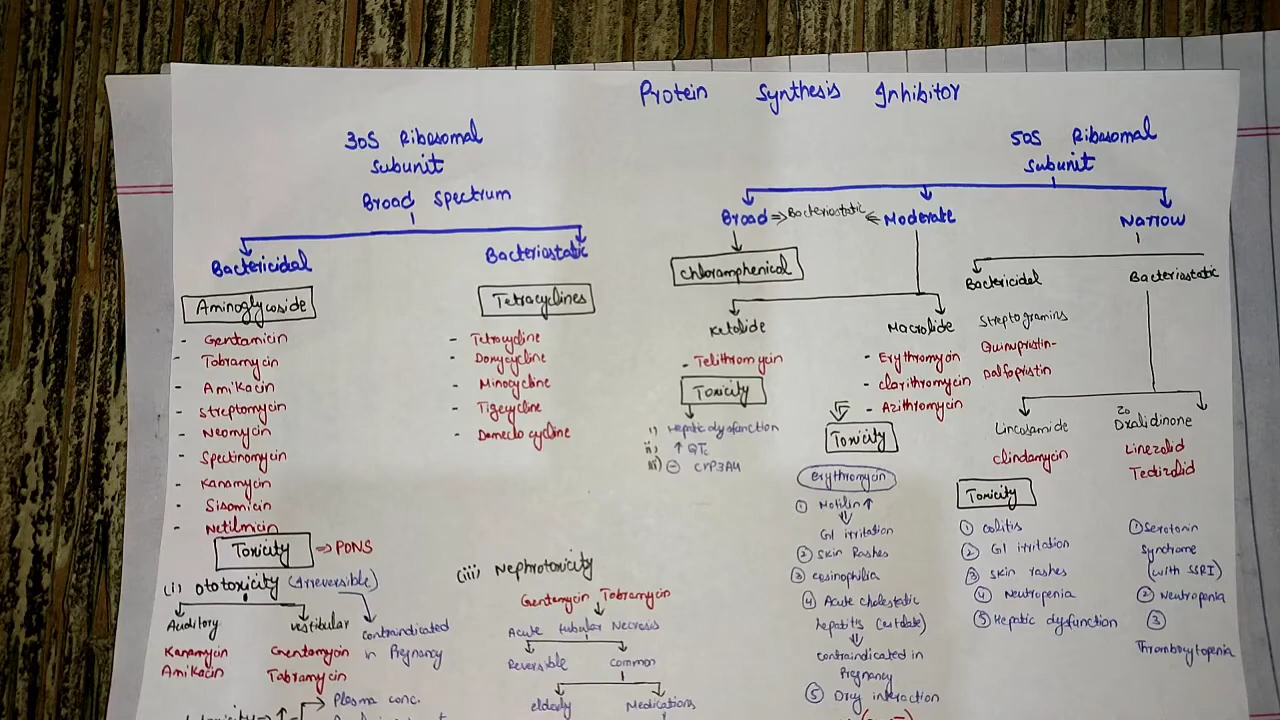 Protein Synthesis Inhibitor
30S Ribosomal
Subunit
Broad Spectrum
Bactericidal
Aminoglycoside
- Gentamicin
- Tobramycin
- Amikacin
- Streptomycin
- Neomycin
- Spectinomycin
- Kanamycin
- Sisomicin
- Netilmicin
Toxicity ⇒ PONS
(i) Ototoxicity (Irreversible)
Auditory
Kanamycin
Amikacin
vestibular
Gentamycin
Tobramycin
contraindicated
in Pregnancy
Plasma conc.
Bacteriostatic
Tetracyclines
- Tetracycline
- Doxycycline
- Minocycline
- Tigecycline
- Demeclocycline
(iii) Nephrotoxicity
Gentamycin Tobramycin
Acute tubular Necrosis
Reversible
Common
elderly
Medications
50S Ribosomal
Subunit
Broad ⇒ Bacteriostatic ⇐ Moderate
Narrow
Chloramphenical
Ketolide
- Telithromycin
Toxicity
i) Hepatic dysfunction
ii) ↑ QTc
iii) ⊖ CYP3A4
Macrolide
- Erythromycin
- clarithromycin
- Azithromycin
Toxicity
erythromycin
① Motilin ↑
GI irritation
② Skin Rashes
③ eosinophilia
④ Acute cholestatic
hepatitis (estolate)
contraindicated in
Pregnancy
⑤ Drug interaction
Bactericidal
Streptogramins
Quinupristin-
Dalfopristin
Bacteriostatic
Lincosamide
clindamycin
Toxicity
① colitis
② GI irritation
③ skin rashes
④ Neutropenia
⑤ Hepatic dysfunction
zo
Oxalidinone
Linezolid
Tedizolid
① Serotonin
Syndrome
(with SSRI)
② Neutropenia
③
Thrombocytopenia